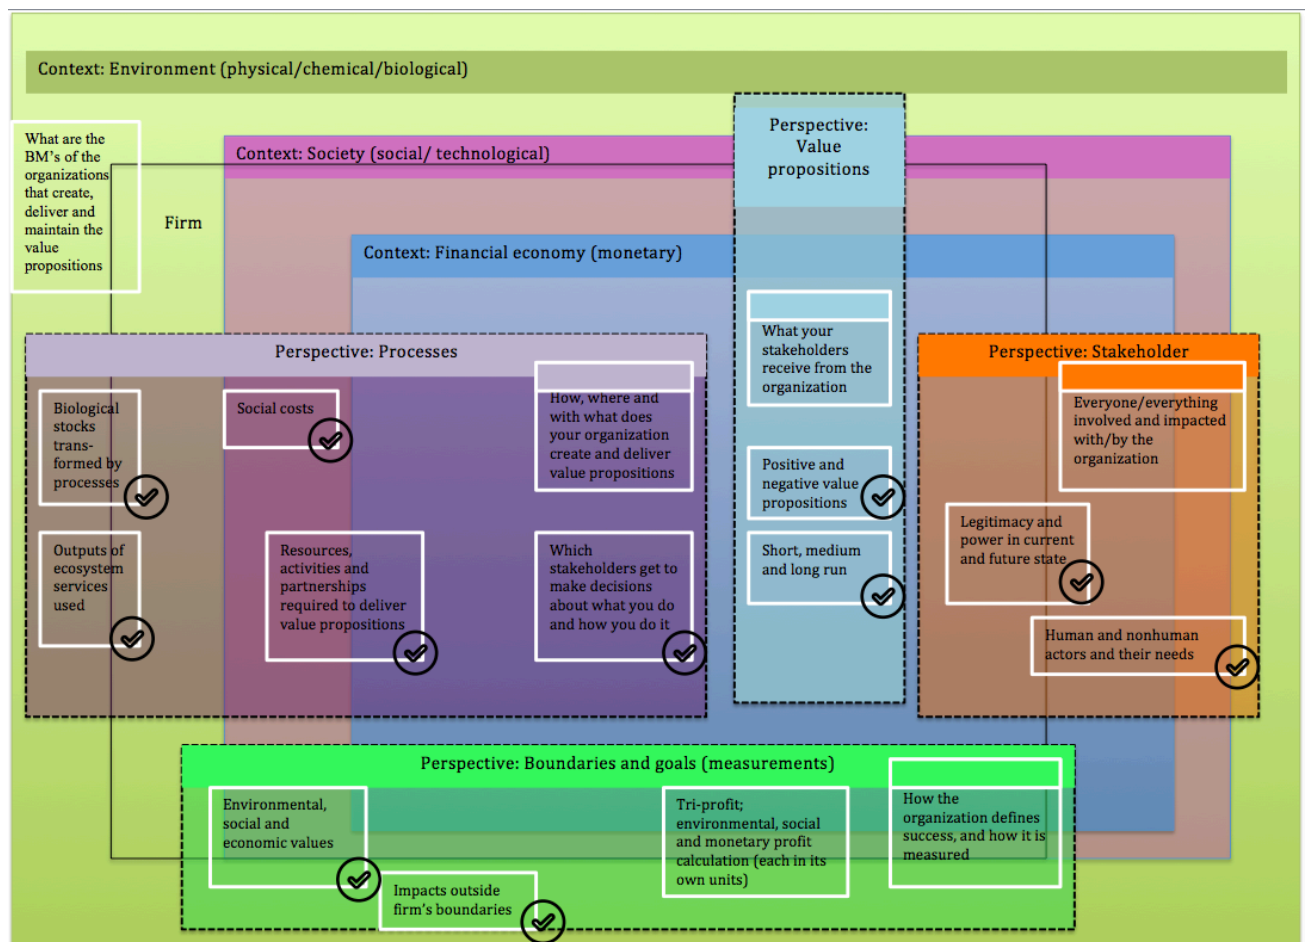 Context: Environment (physical/chemical/biological)
What are the
BM's of the
organizations
that create,
deliver and
maintain the
value
propositions
Firm
Context: Society (social/ technological)
Perspective:
Value
propositions
Context: Financial economy (monetary)
Perspective: Processes
Biological
stocks
trans-
formed by
processes
Social costs
How, where and
with what does
your organization
create and deliver
value propositions
Outputs of
ecosystem
services
used
Resources,
activities and
partnerships
required to deliver
value propositions
Which
stakeholders get to
make decisions
about what you do
and how you do it
What your
stakeholders
receive from the
organization
Positive and
negative value
propositions
Short, medium
and long run
Perspective: Stakeholder
Everyone/everything
involved and impacted
with/by the
organization
Legitimacy and
power in current
and future state
Human and nonhuman
actors and their needs
Perspective: Boundaries and goals (measurements)
Environmental,
social and
economic values
Impacts outside
firm's boundaries
Tri-profit;
environmental, social
and monetary profit
calculation (each in its
own units)
How the
organization defines
success, and how it is
measured